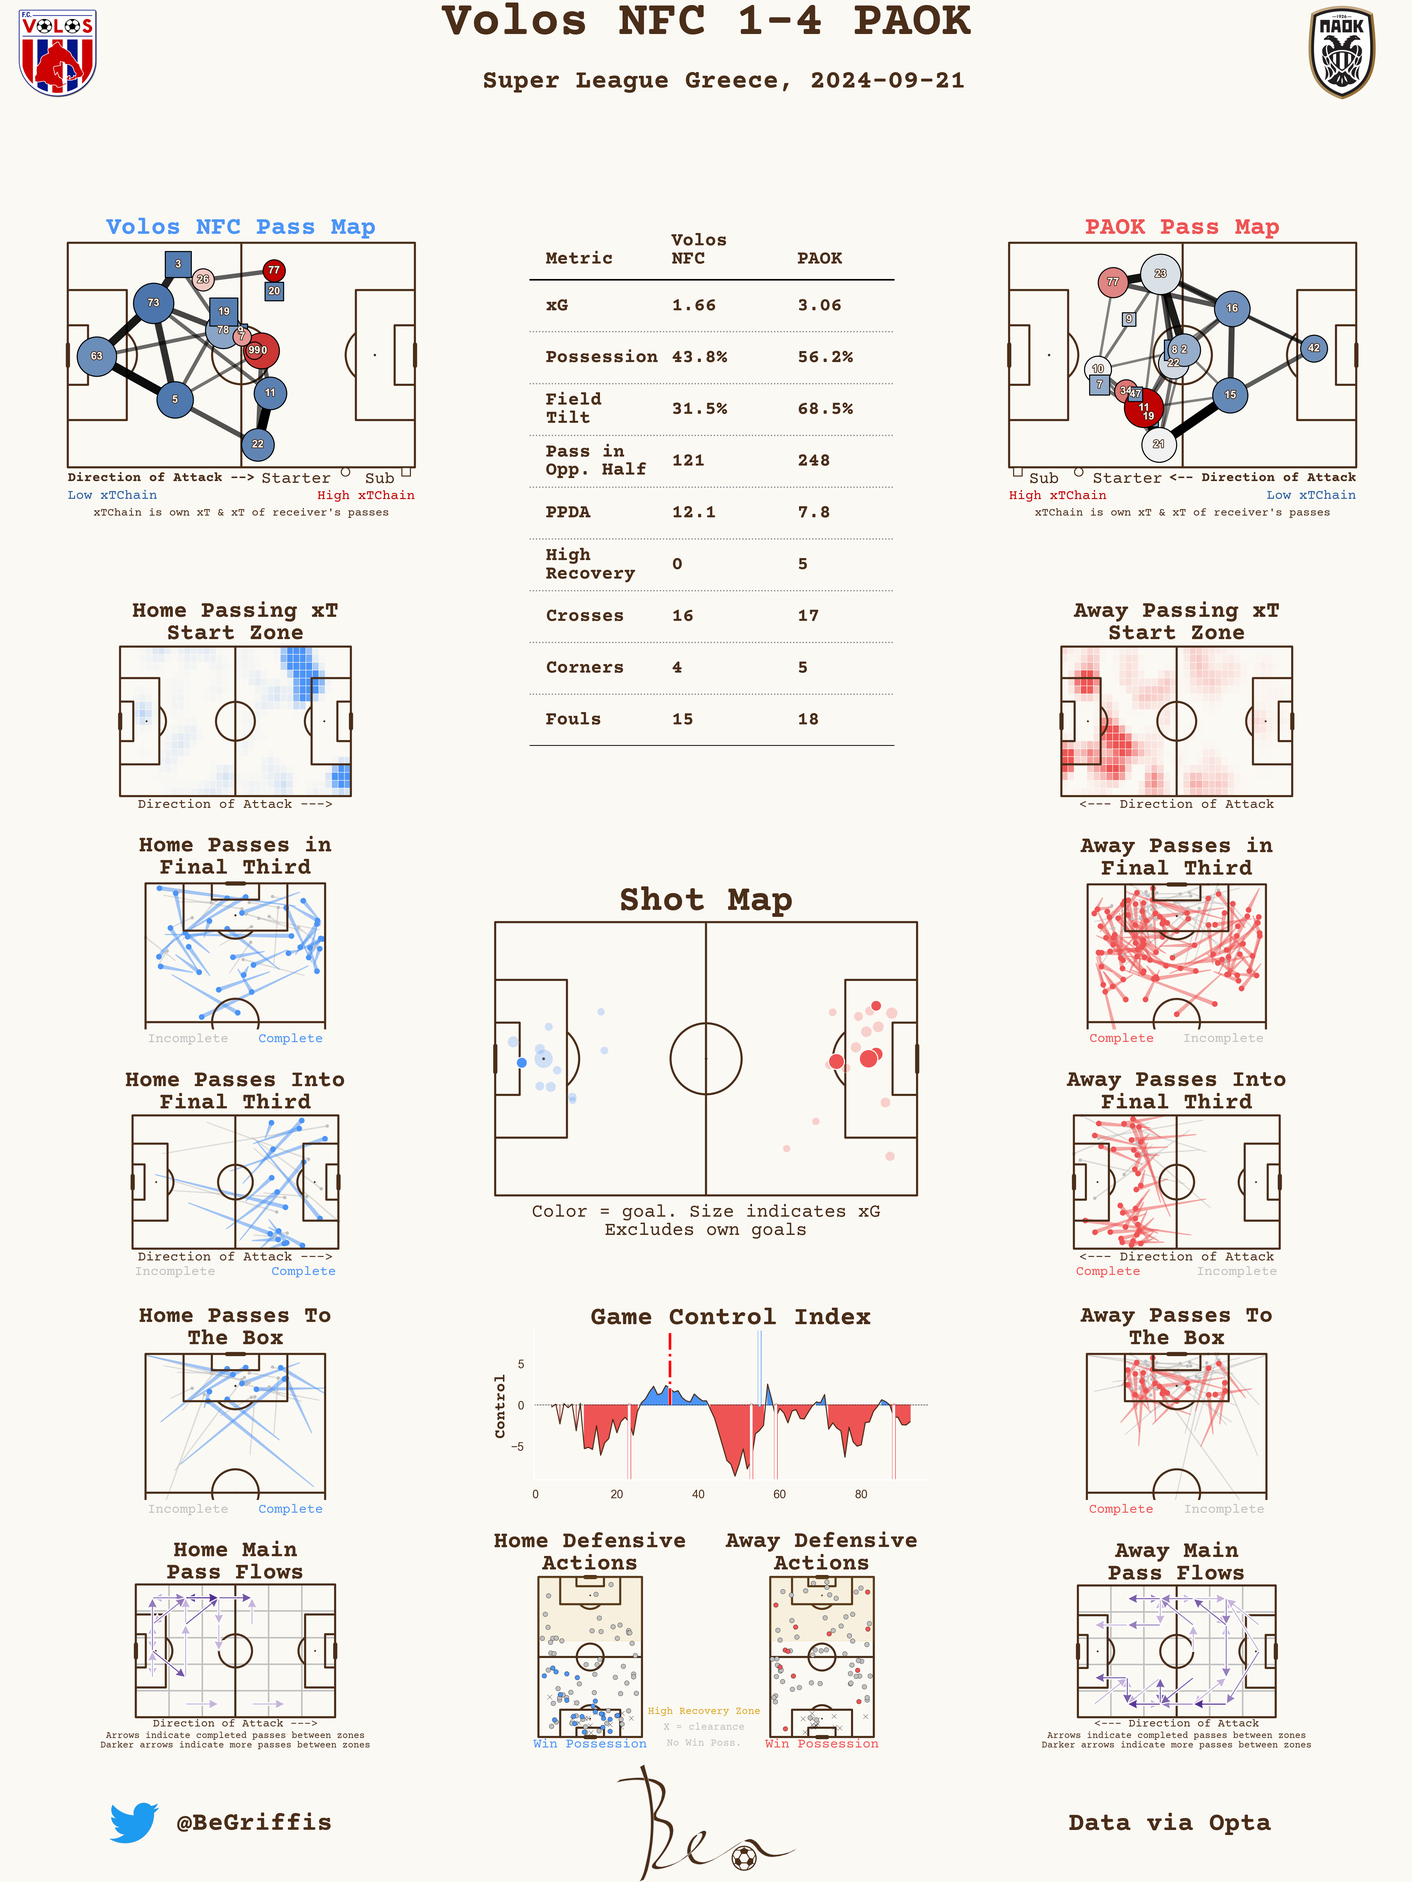 Volos NFC 1-4 PAOK
Super League Greece, 2024-09-21
F.C.
VOLOS
1926
ΠΑΟΚ
Volos NFC Pass Map
3
26
77
20
73
19
78
9
7
99
0
63
11
5
22
Direction of Attack --> Starter Sub
Low xTChain High xTChain
xTChain is own xT & xT of receiver's passes
Metric Volos NFC PAOK
xG 1.66 3.06
Possession 43.8% 56.2%
Field Tilt 31.5% 68.5%
Pass in Opp. Half 121 248
PPDA 12.1 7.8
High Recovery 0 5
Crosses 16 17
Corners 4 5
Fouls 15 18
PAOK Pass Map
77
23
9
16
8
2
42
22
10
7
34
47
11
19
15
21
Sub Starter <-- Direction of Attack
High xTChain Low xTChain
xTChain is own xT & xT of receiver's passes
Home Passing xT
Start Zone
Direction of Attack --->
Away Passing xT
Start Zone
<--- Direction of Attack
Home Passes in
Final Third
Incomplete Complete
Away Passes in
Final Third
Complete Incomplete
Shot Map
Color = goal. Size indicates xG
Excludes own goals
Home Passes Into
Final Third
Direction of Attack --->
Incomplete Complete
Away Passes Into
Final Third
<--- Direction of Attack
Complete Incomplete
Home Passes To
The Box
Incomplete Complete
Game Control Index
Control
5
0
−5
0 20 40 60 80
Away Passes To
The Box
Complete Incomplete
Home Main
Pass Flows
Direction of Attack --->
Arrows indicate completed passes between zones
Darker arrows indicate more passes between zones
Home Defensive
Actions
Win Possession
High Recovery Zone
X = clearance
No Win Poss.
Away Defensive
Actions
Win Possession
Away Main
Pass Flows
<--- Direction of Attack
Arrows indicate completed passes between zones
Darker arrows indicate more passes between zones
@BeGriffis
Ben
Data via Opta